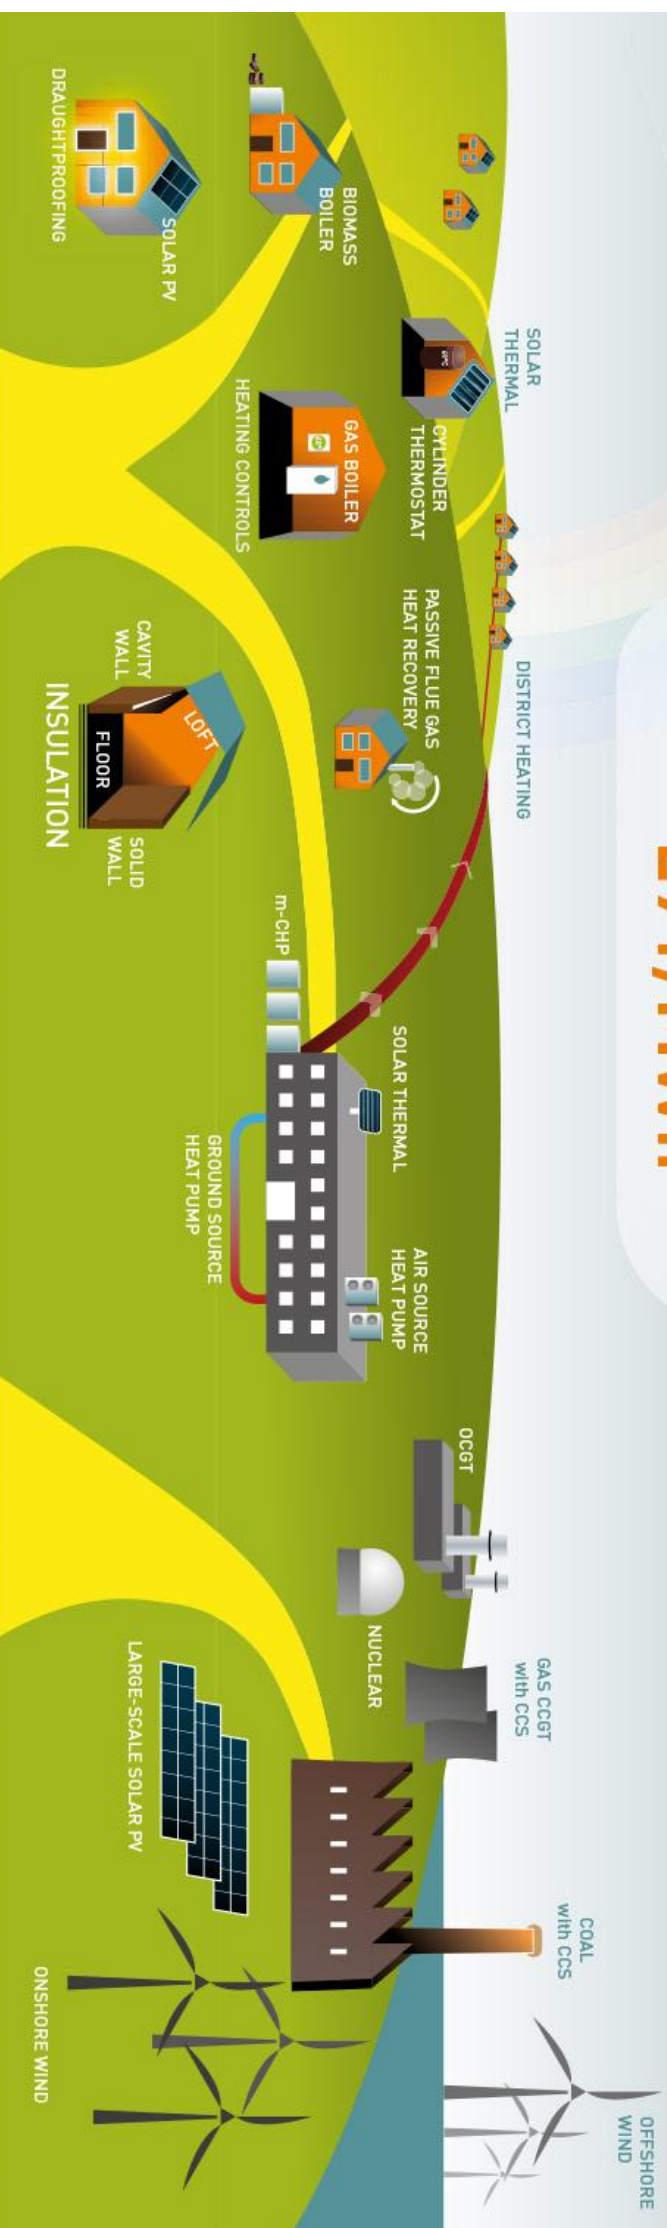 DRAUGHTPROOFING
SOLAR PV
BIOMASS
BOILER
SOLAR
THERMAL
60°C
CYLINDER
THERMOSTAT
GAS BOILER
HEATING CONTROLS
DISTRICT HEATING
PASSIVE FLUE GAS
HEAT RECOVERY
CAVITY
WALL
LOFT
FLOOR
SOLID
WALL
INSULATION
m-CHP
SOLAR THERMAL
AIR SOURCE
HEAT PUMP
GROUND SOURCE
HEAT PUMP
OCGT
NUCLEAR
GAS CCGT
with CCS
LARGE-SCALE SOLAR PV
COAL
with CCS
ONSHORE WIND
OFFSHORE
WIND